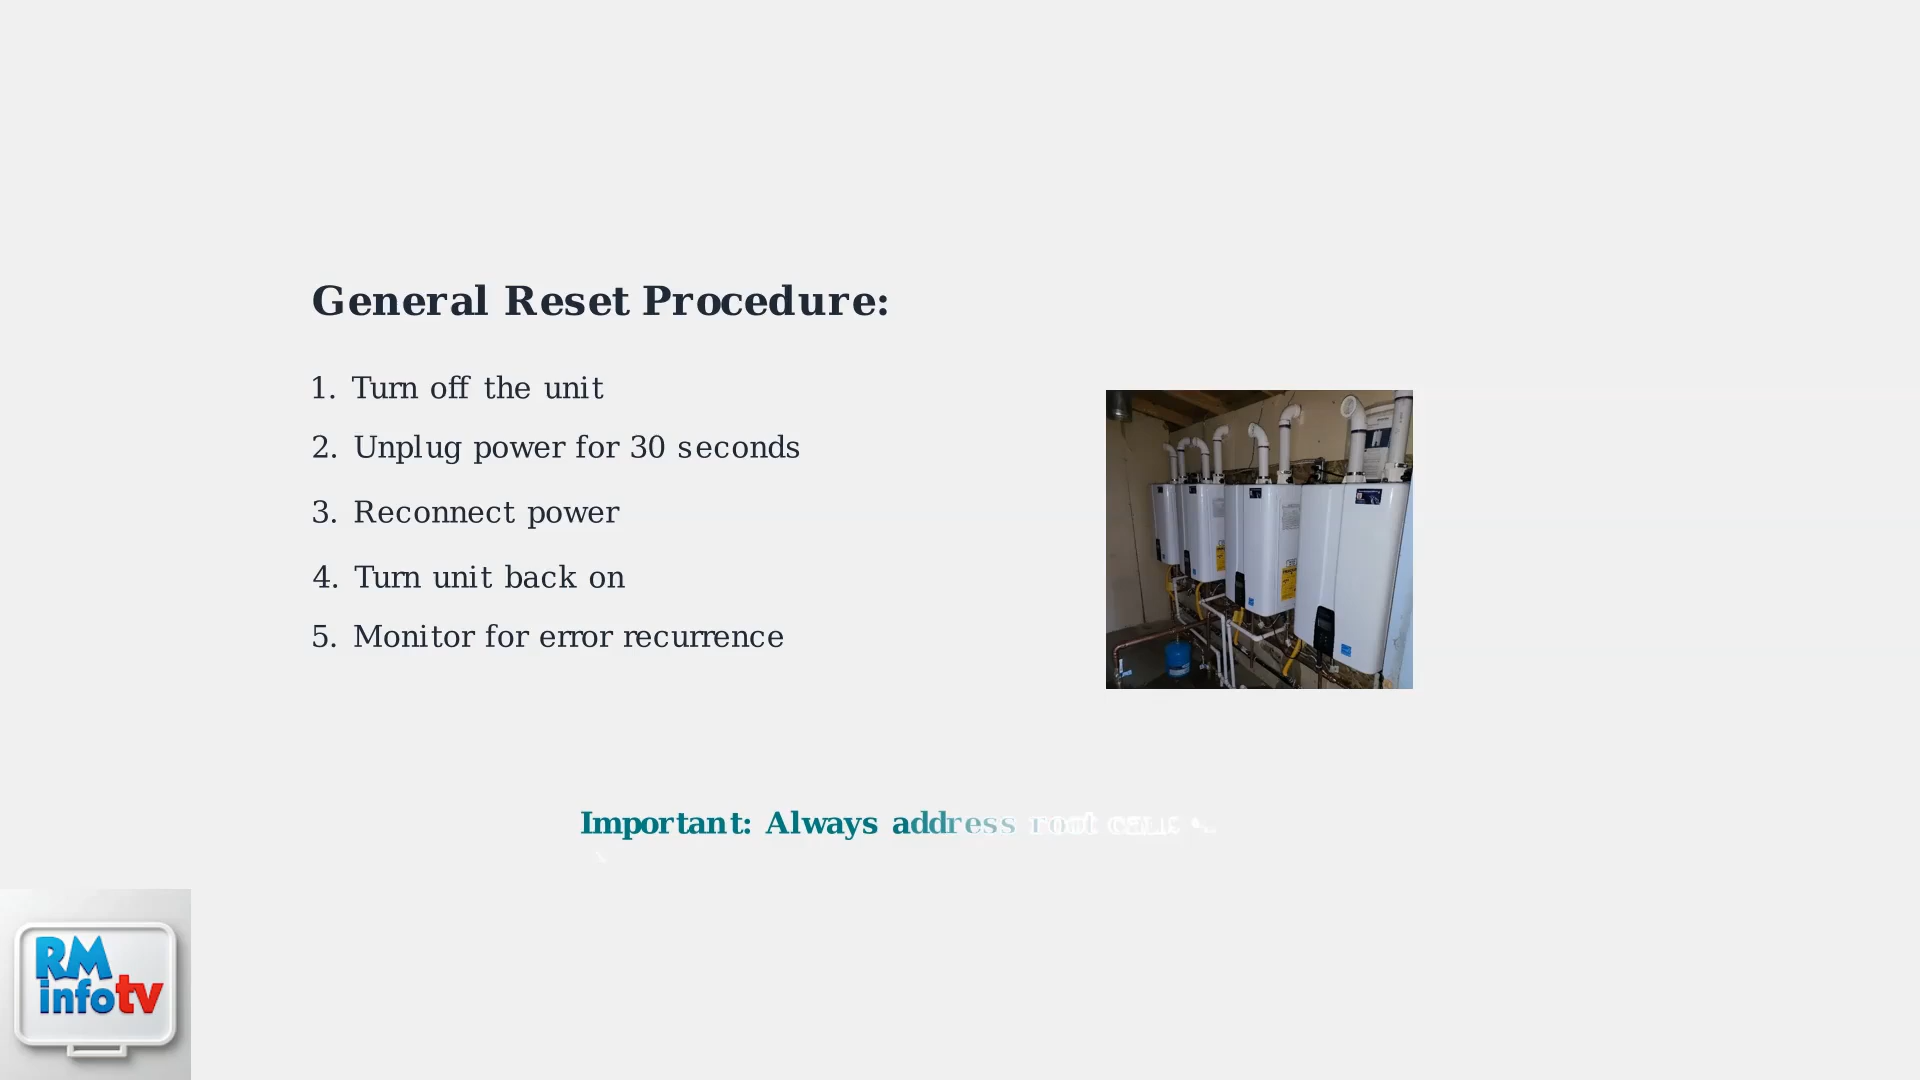 General Reset Procedure:
1. Turn off the unit
2. Unplug power for 30 seconds
3. Reconnect power
4. Turn unit back on
5. Monitor for error recurrence
Important: Always address root
RM
infotv